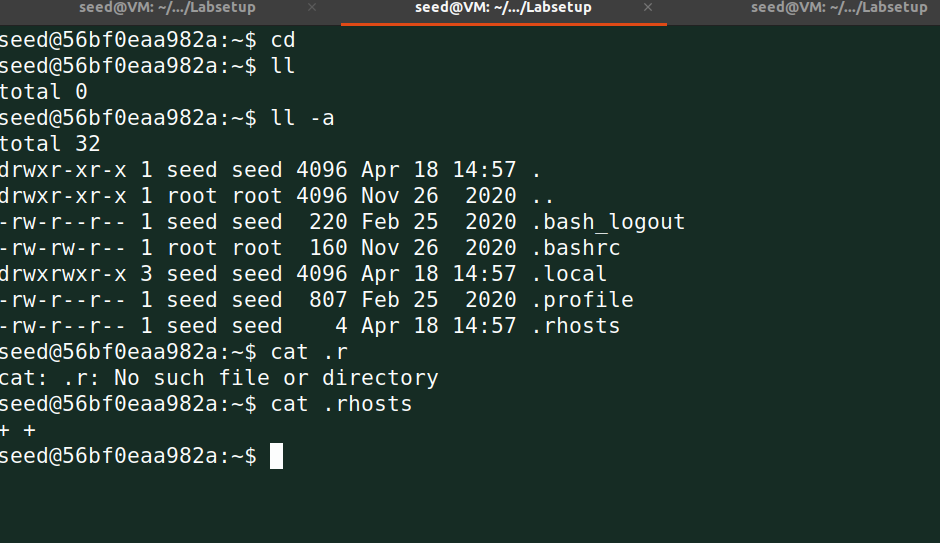 seed@VM: ~/.../Labsetup × seed@VM: ~/.../Labsetup × seed@VM: ~/.../Labsetup
seed@56bf0eaa982a:~$ cd
seed@56bf0eaa982a:~$ ll
total 0
seed@56bf0eaa982a:~$ ll -a
total 32
drwxr-xr-x 1 seed seed 4096 Apr 18 14:57 .
drwxr-xr-x 1 root root 4096 Nov 26  2020 ..
-rw-r--r-- 1 seed seed  220 Feb 25  2020 .bash_logout
-rw-rw-r-- 1 root root  160 Nov 26  2020 .bashrc
drwxrwxr-x 3 seed seed 4096 Apr 18 14:57 .local
-rw-r--r-- 1 seed seed  807 Feb 25  2020 .profile
-rw-r--r-- 1 seed seed    4 Apr 18 14:57 .rhosts
seed@56bf0eaa982a:~$ cat .r
cat: .r: No such file or directory
seed@56bf0eaa982a:~$ cat .rhosts
+ +
seed@56bf0eaa982a:~$